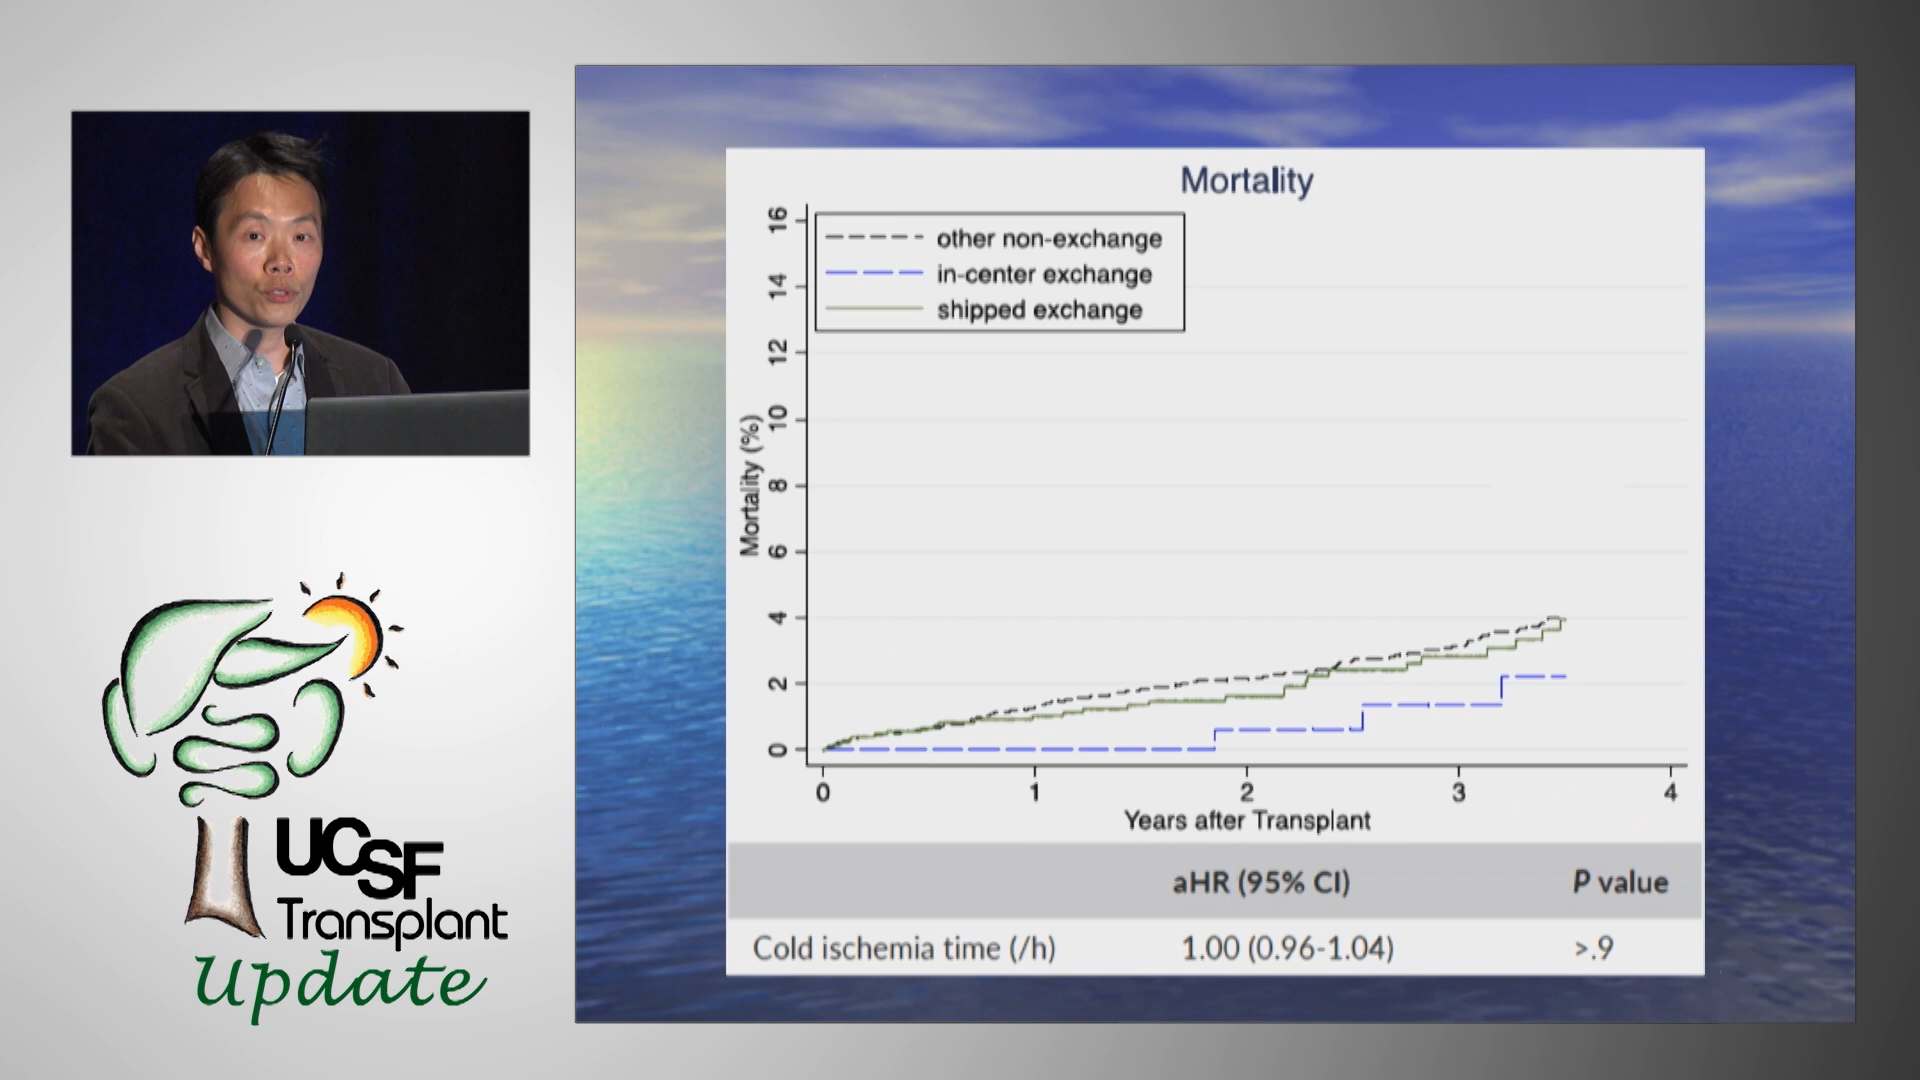 Mortality
other non-exchange
in-center exchange
shipped exchange
Mortality (%)
16
14
12
10
8
6
4
2
0
0 1 2 3 4
Years after Transplant
aHR (95% CI) P value
Cold ischemia time (/h) 1.00 (0.96-1.04) >.9
UCSF
Transplant
Update